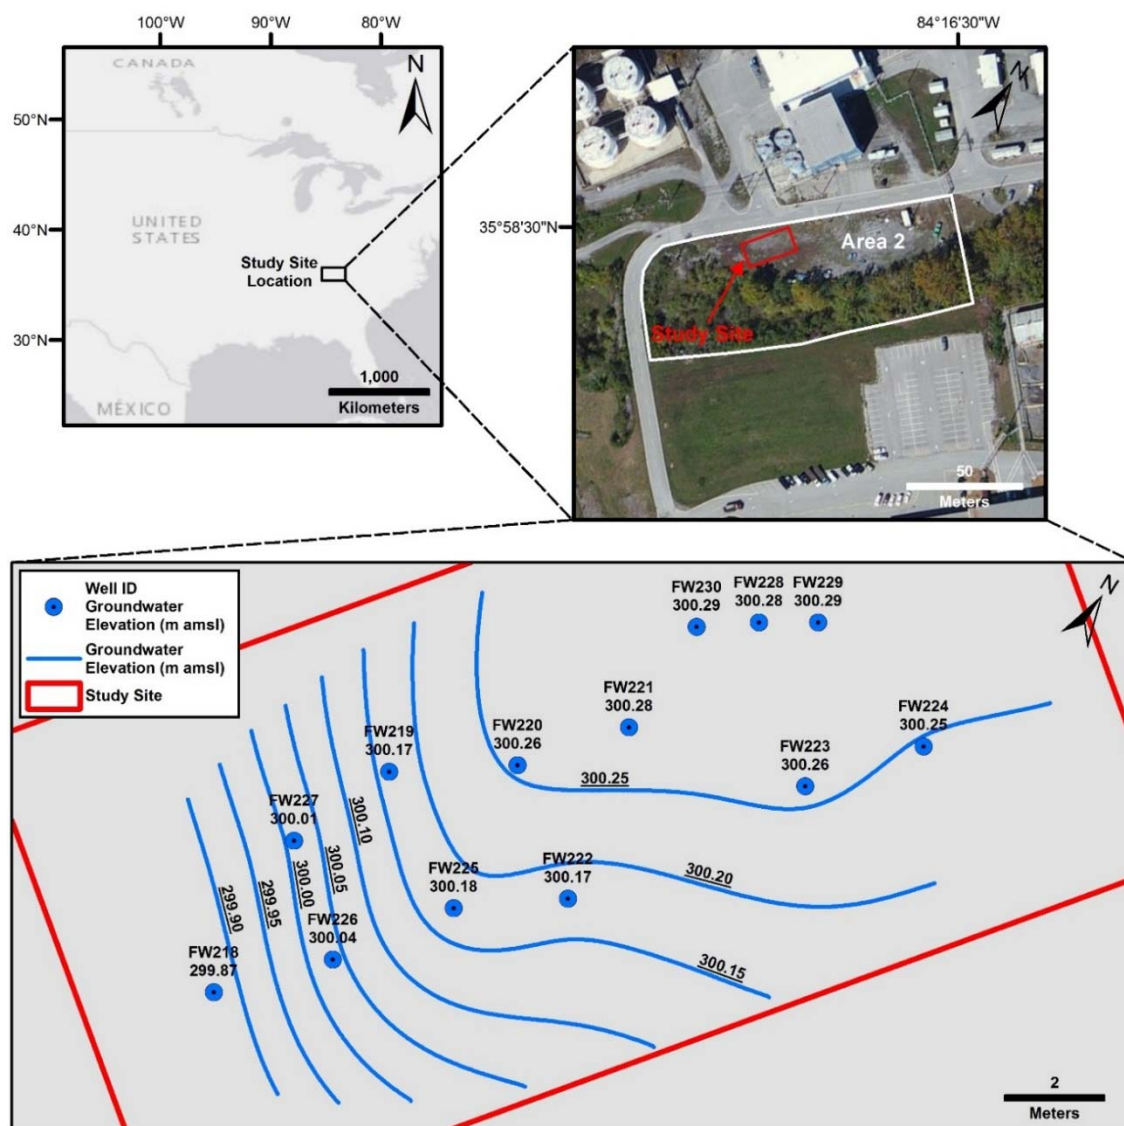 100°W
90°W
80°W
84°16'30"W
CANADA
N
50°N
40°N
UNITED
STATES
Study Site
Location
30°N
1,000
Kilometers
MÉXICO
N
35°58'30"N
Area 2
Study Site
50
Meters
Well ID
Groundwater
Elevation (m amsl)
Groundwater
Elevation (m amsl)
Study Site
N
FW230
300.29
FW228
300.28
FW229
300.29
FW221
300.28
FW224
300.25
FW219
300.17
FW220
300.26
FW223
300.26
300.25
FW227
300.01
300.10
300.05
300.00
299.95
299.90
FW225
300.18
FW222
300.17
300.20
FW226
300.04
FW218
299.87
300.15
2
Meters